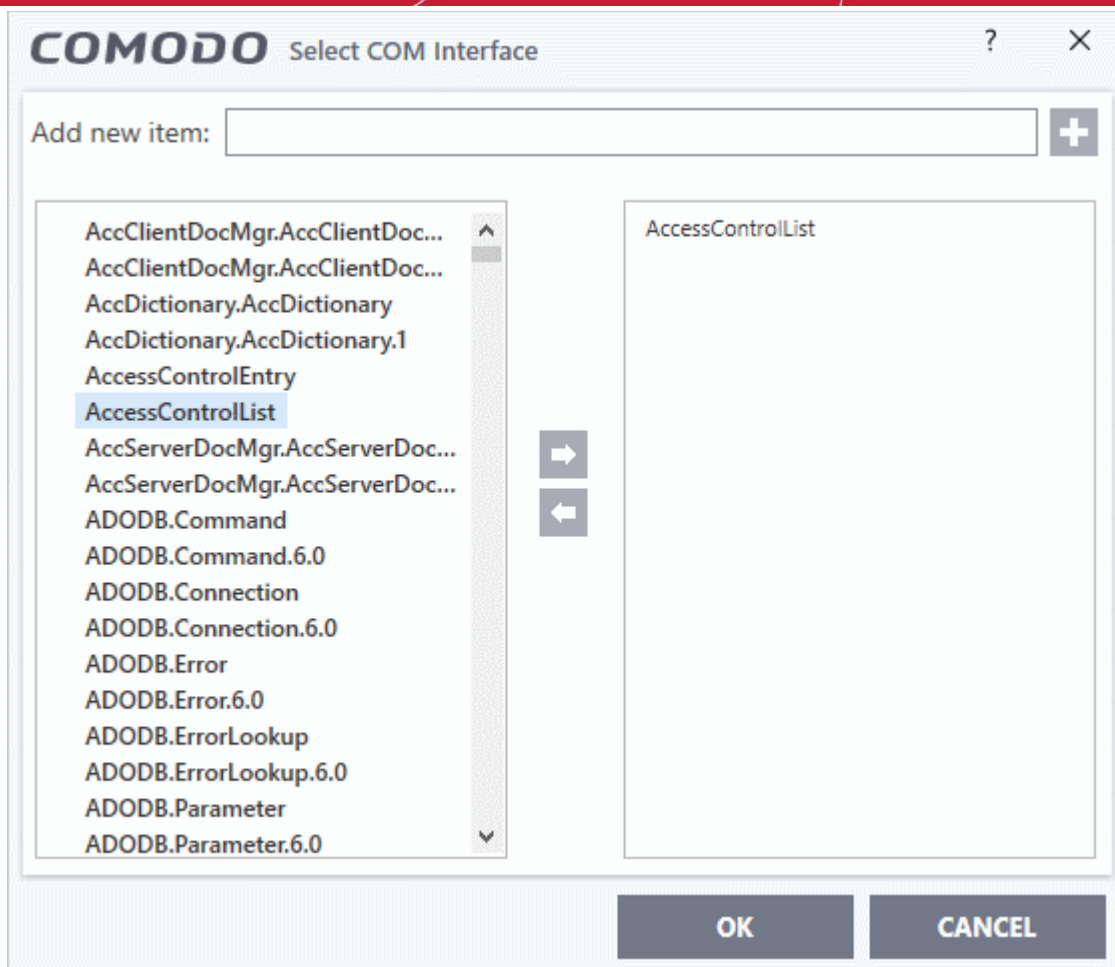 COMODO Select COM Interface ?
Add new item:
AccClientDocMgr.AccClientDoc...
AccClientDocMgr.AccClientDoc...
AccDictionary.AccDictionary
AccDictionary.AccDictionary.1
AccessControlEntry
AccessControlList
AccServerDocMgr.AccServerDoc...
AccServerDocMgr.AccServerDoc...
ADODB.Command
ADODB.Command.6.0
ADODB.Connection
ADODB.Connection.6.0
ADODB.Error
ADODB.Error.6.0
ADODB.ErrorLookup
ADODB.ErrorLookup.6.0
ADODB.Parameter
ADODB.Parameter.6.0
AccessControlList
OK
CANCEL